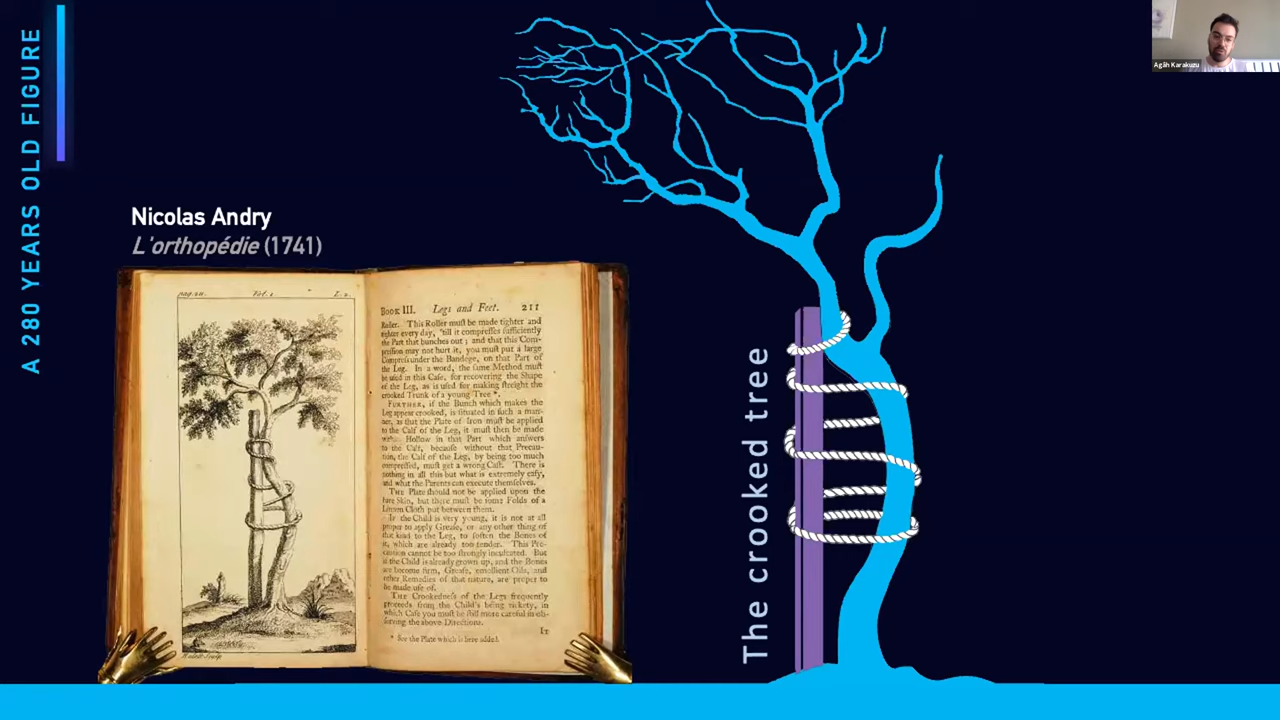 A 280 YEARS OLD FIGURE
Nicolas Andry
L'orthopédie (1741)
Vol. 1
BOOK III. Legs and Feet. 211
Roller. This Roller muſt be made tighter and
tighter every day, 'till it compreſſes ſufficiently
the Part that bunches out; and that this Com-
preſſion may not hurt it, you muſt put a large
Compreſs under the Bandage, on that Part of
the Leg. In a word, the ſame Method muſt
be uſed in this Caſe, for recovering the Shape
of the Leg, as is uſed for making ſtreight the
crooked Trunk of a young Tree *.
FURTHER, if the Bunch which makes the
Leg appear crooked, is ſituated in ſuch a man-
ner, as that the Plate of Iron muſt be applied
to the Calf of the Leg, it muſt then be made
with Hollow in that Part which anſwers
to the Calf, becauſe without that Precau-
tion, the Calf of the Leg, by being too much
compreſſed, muſt get a wrong Caſt. There is
nothing in all this but what is extremely eaſy,
and what the Parents can execute themſelves.
THE Plate ſhould not be applied upon the
bare Skin, but there muſt be ſome Folds of a
Linnen Cloth put between them.
If the Child is very young, it is not at all
proper to apply Greaſe, or any other thing of
that kind to the Leg, to ſoften the Bones of
it, which are already too tender. This Pre-
caution cannot be too ſtrongly inculcated. But
if the Child is already grown up, and the Bones
are become firm, Greaſe, emollient Oils, and
other Remedies of that nature, are proper to
be made uſe of.
THE Crookedneſs of the Legs frequently
proceeds from the Child's being rickety, in
which Caſe you muſt be ſtill more careful in ob-
ſerving the above Directions.
* See the Plate which is here added.
The crooked tree
Agâh Karakuzu